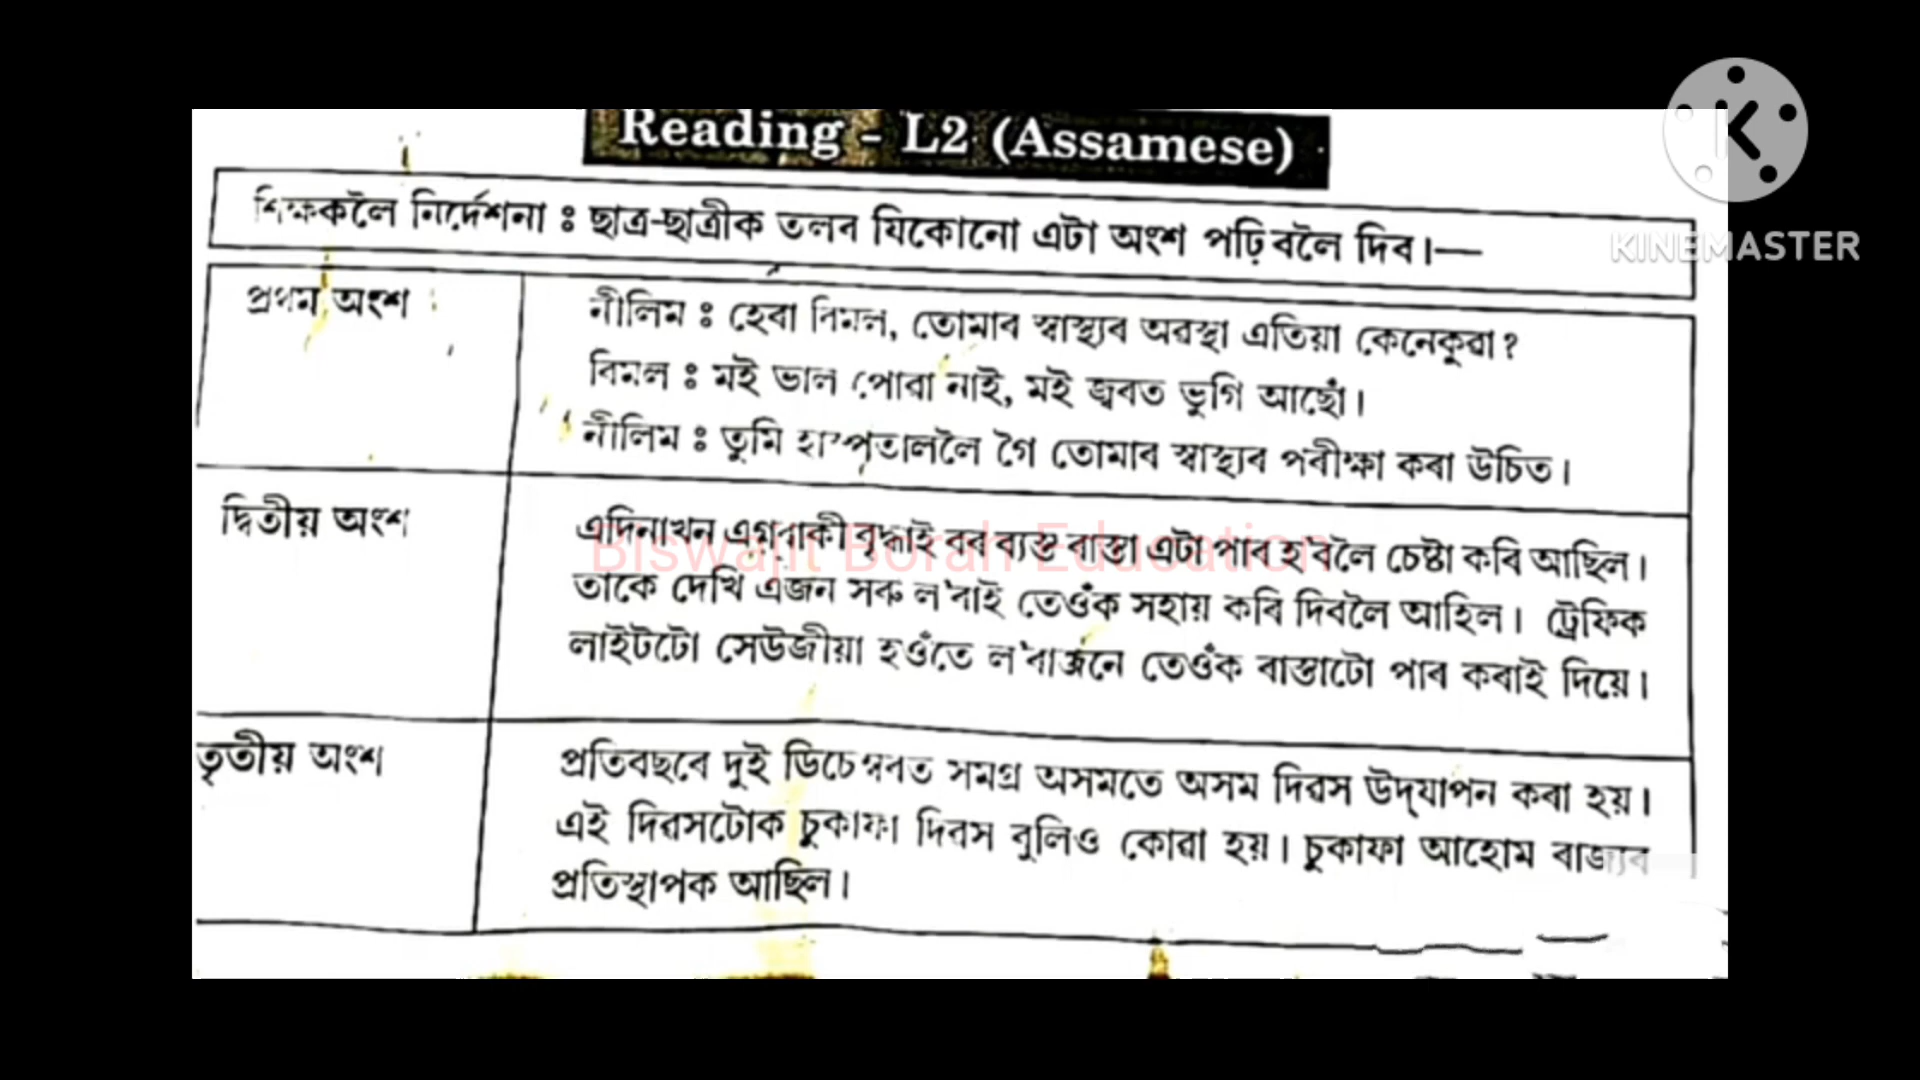 Reading - L2 (Assamese)
KINEMASTER
শিক্ষকলৈ নিৰ্দেশনা ঃ ছাত্ৰ-ছাত্ৰীক তলৰ যিকোনো এটা অংশ পঢ়িবলৈ দিব।—
প্ৰথম অংশ
নীলিম ঃ হেৰা বিমল, তোমাৰ স্বাস্থ্যৰ অৱস্থা এতিয়া কেনেকুৱা?
বিমল ঃ মই ভাল পোৱা নাই, মই জ্বৰত ভুগি আছোঁ।
নীলিম ঃ তুমি হাস্পতাললৈ গৈ তোমাৰ স্বাস্থ্যৰ পৰীক্ষা কৰা উচিত।
দ্বিতীয় অংশ
এদিনাখন এগৰাকী বৃদ্ধাই বৰ ব্যস্ত ৰাস্তা এটা পাৰ হ'বলৈ চেষ্টা কৰি আছিল।
তাকে দেখি এজন সৰু ল'ৰাই তেওঁক সহায় কৰি দিবলৈ আহিল। ট্ৰেফিক
লাইটটো সেউজীয়া হওঁতে ল'ৰাজনে তেওঁক ৰাস্তাটো পাৰ কৰাই দিয়ে।
Biswajit Borah Education
তৃতীয় অংশ
প্ৰতিবছৰে দুই ডিচেম্বৰত সমগ্ৰ অসমতে অসম দিৱস উদ্‌যাপন কৰা হয়।
এই দিৱসটোক চুকাফা দিৱস বুলিও কোৱা হয়। চুকাফা আহোম ৰাজ্যৰ
প্ৰতিস্থাপক আছিল।